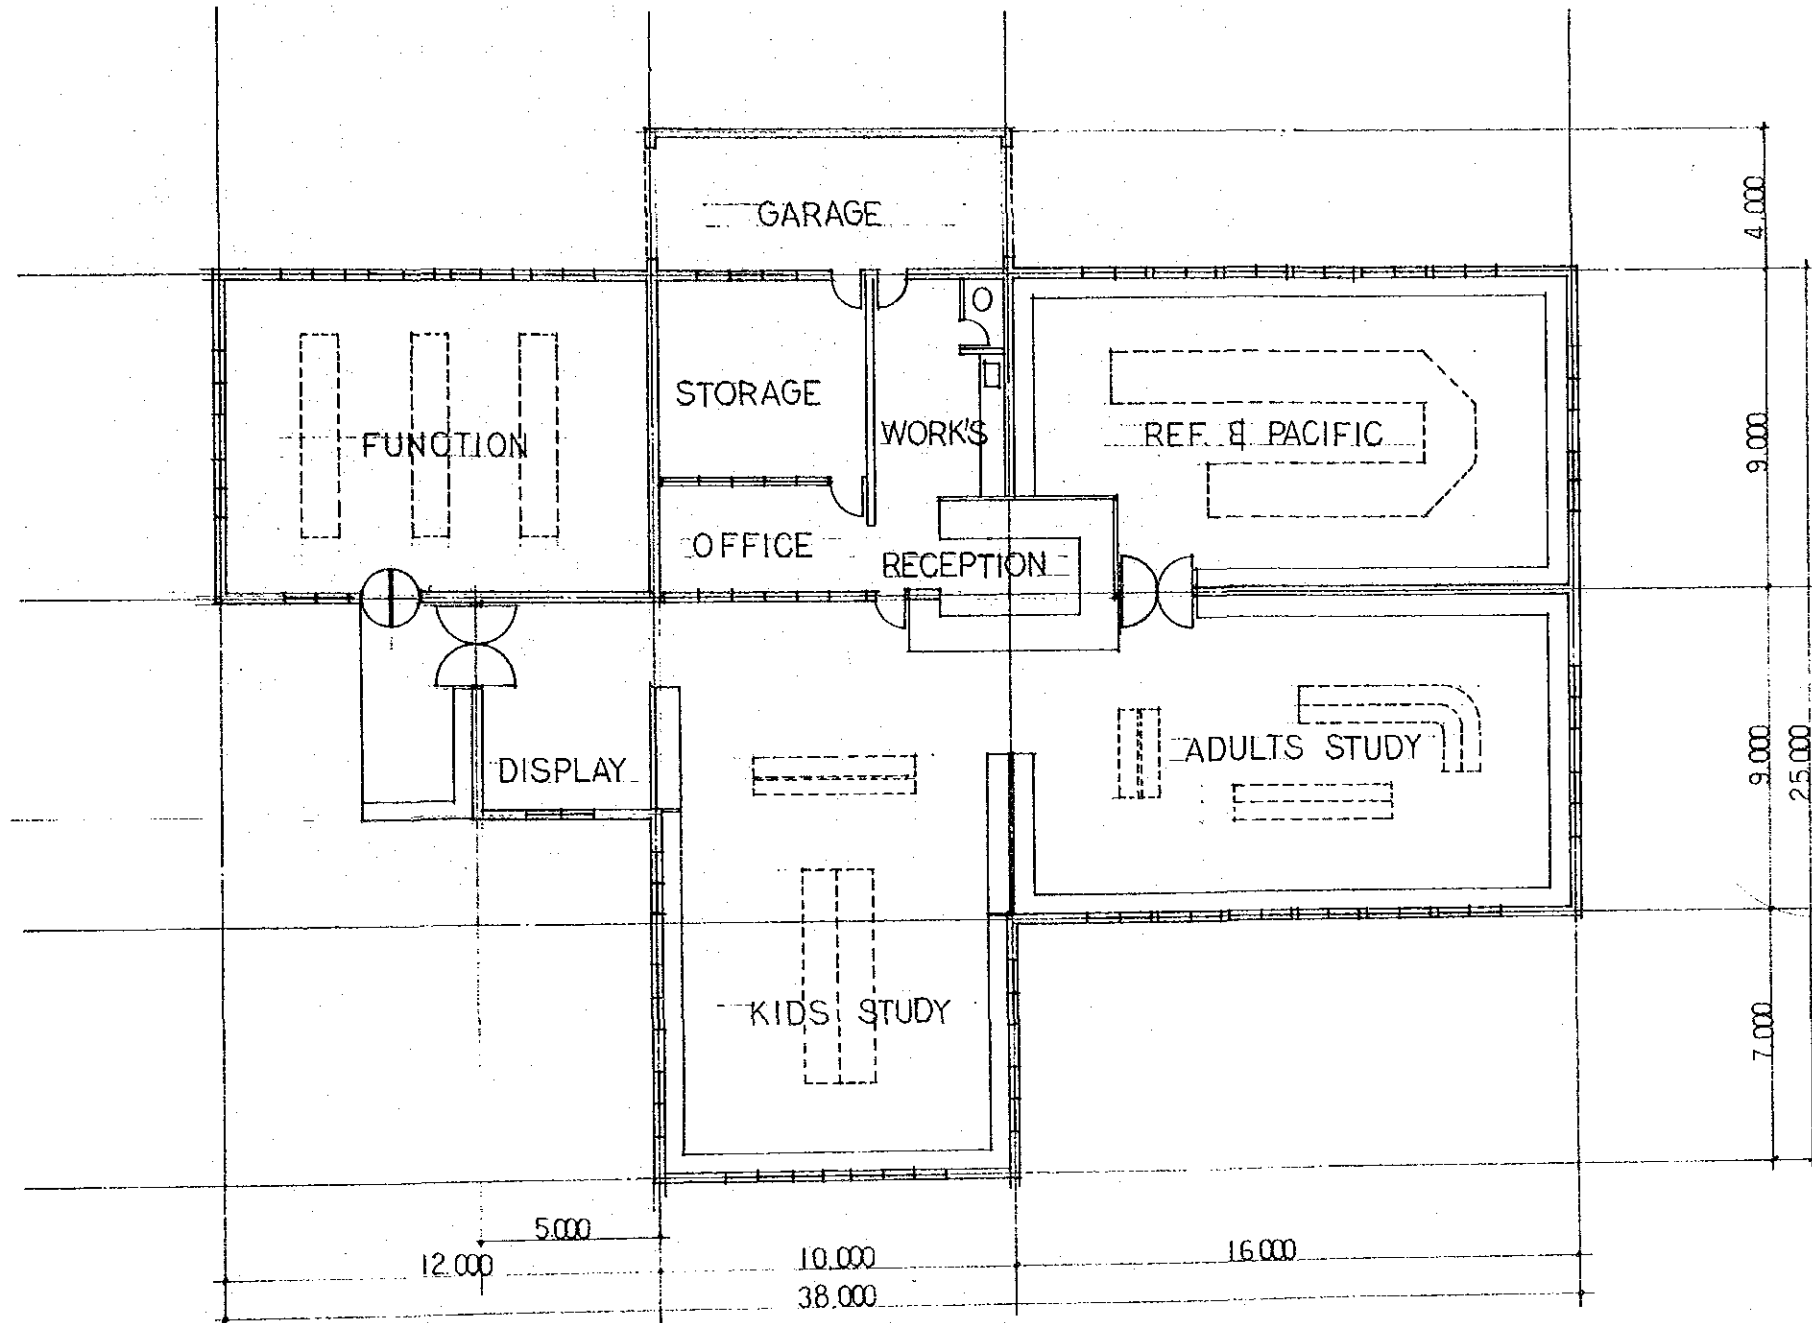 GARAGE
4.000
STORAGE
FUNCTION
WORK'S
REF. & PACIFIC
9.000
OFFICE
RECEPTION
DISPLAY
ADULTS STUDY
9.000
25.000
KIDS STUDY
7.000
5.000
12.000
10.000
16.000
38.000